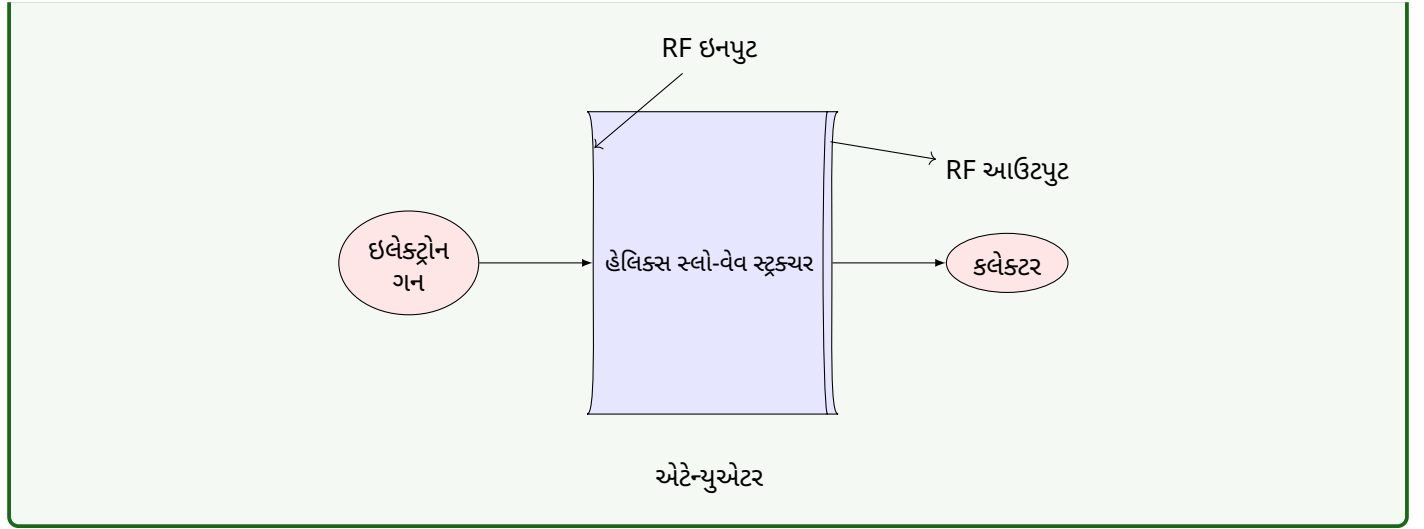 RF ઇનપુટ
RF આઉટપુટ
ઇલેક્ટ્રોન
ગન
હેલિક્સ સ્લો-વેવ સ્ટ્રક્ચર
કલેક્ટર
એટેન્યુએટર